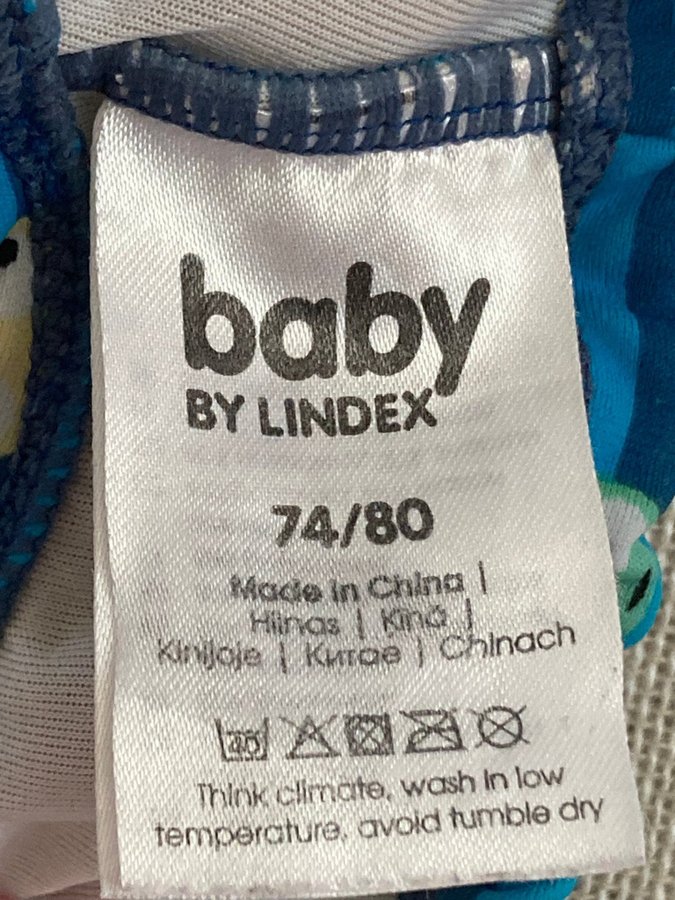 baby
BY LINDEX
74/80
Made in China |
Hiinas | Ķīnā |
Kinijoje | Китае | Chinach
40
Think climate, wash in low
temperature, avoid tumble dry